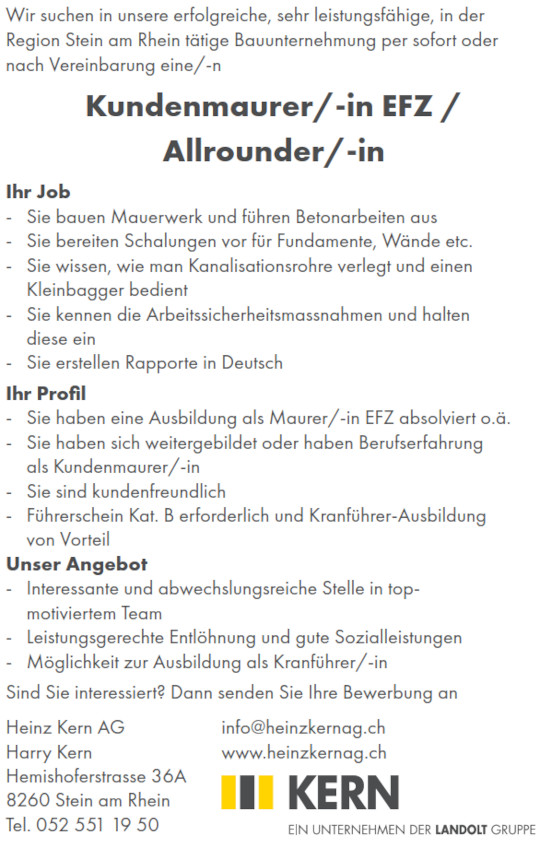 Wir suchen in unsere erfolgreiche, sehr leistungsfähige, in der
Region Stein am Rhein tätige Bauunternehmung per sofort oder
nach Vereinbarung eine/-n
Kundenmaurer/-in EFZ /
Allrounder/-in
Ihr Job
- Sie bauen Mauerwerk und führen Betonarbeiten aus
- Sie bereiten Schalungen vor für Fundamente, Wände etc.
- Sie wissen, wie man Kanalisationsrohre verlegt und einen
Kleinbagger bedient
- Sie kennen die Arbeitssicherheitsmassnahmen und halten
diese ein
- Sie erstellen Rapporte in Deutsch
Ihr Profil
- Sie haben eine Ausbildung als Maurer/-in EFZ absolviert o.ä.
- Sie haben sich weitergebildet oder haben Berufserfahrung
als Kundenmaurer/-in
- Sie sind kundenfreundlich
- Führerschein Kat. B erforderlich und Kranführer-Ausbildung
von Vorteil
Unser Angebot
- Interessante und abwechslungsreiche Stelle in top-
motiviertem Team
- Leistungsgerechte Entlöhnung und gute Sozialleistungen
- Möglichkeit zur Ausbildung als Kranführer/-in
Sind Sie interessiert? Dann senden Sie Ihre Bewerbung an
Heinz Kern AG
Harry Kern
Hemishoferstrasse 36A
8260 Stein am Rhein
Tel. 052 551 19 50
info@heinzkernag.ch
www.heinzkernag.ch
KERN
EIN UNTERNEHMEN DER LANDOLT GRUPPE